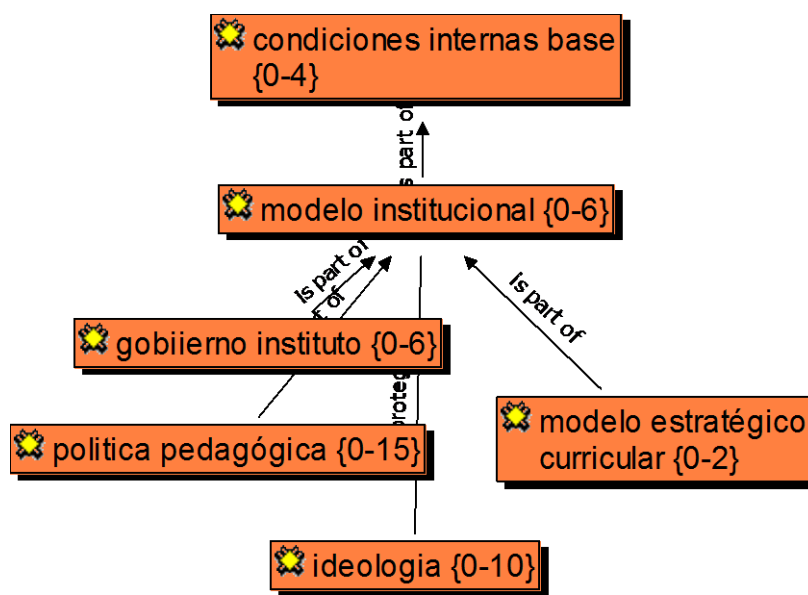 condiciones internas base
{0-4}
part of
modelo institucional {0-6}
Is part of
of
Is part of
gobiierno instituto {0-6}
politica pedagógica {0-15}
modelo estratégico
curricular {0-2}
ideologia {0-10}